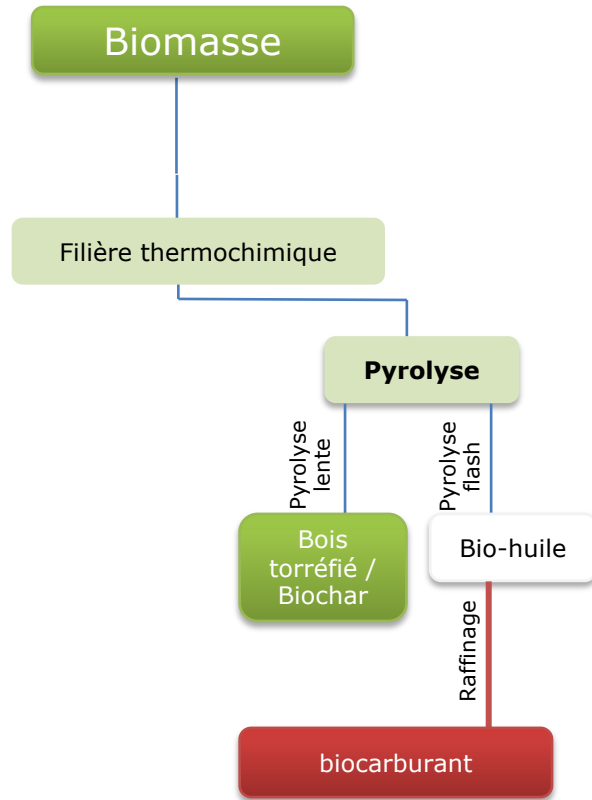 Biomasse
Filière thermochimique
Pyrolyse
Pyrolyse
lente
Pyrolyse
flash
Bois
torréfié /
Biochar
Bio-huile
Raffinage
biocarburant